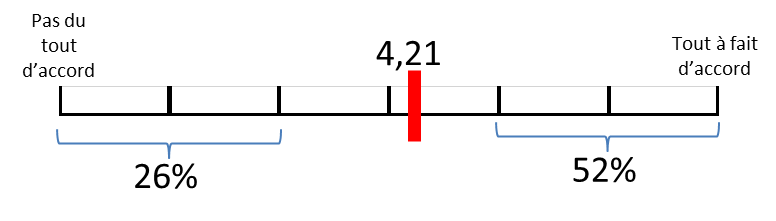 Pas du
tout
d'accord
4,21
Tout à fait
d'accord
26%
52%